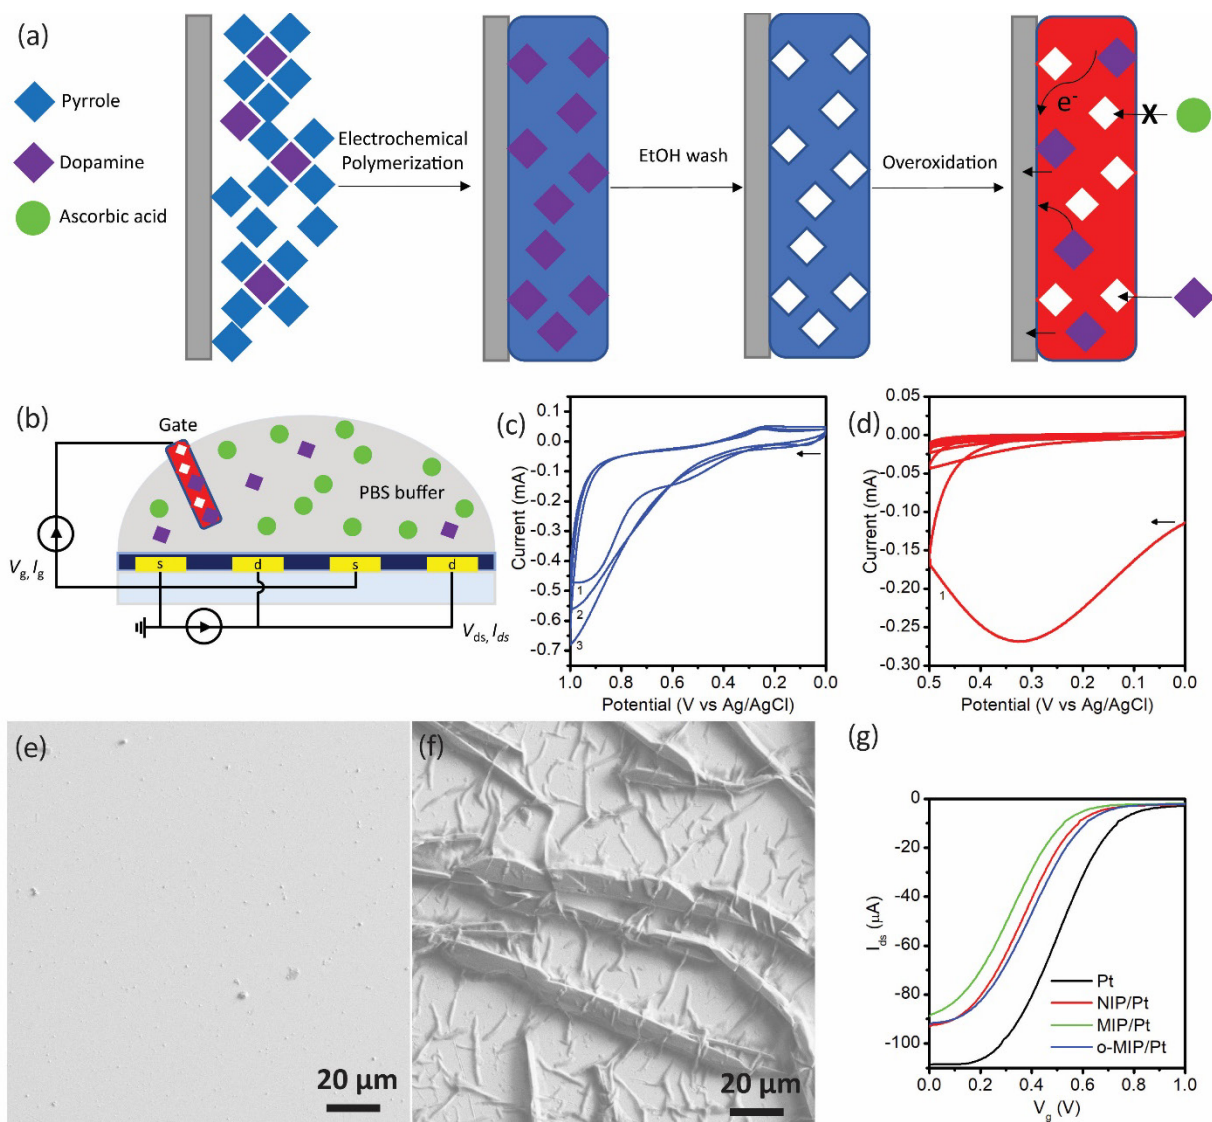 (a)
Pyrrole
Dopamine
Ascorbic acid
Electrochemical
Polymerization
EtOH wash
Overoxidation
e-
X
(b)
Gate
PBS buffer
s
d
s
d
Vg, Ig
Vds, Ids
(c)
0.1
0.0
-0.1
-0.2
-0.3
-0.4
-0.5
-0.6
-0.7
Current (mA)
1
2
3
1.0
0.8
0.6
0.4
0.2
0.0
Potential (V vs Ag/AgCl)
(d)
0.05
0.00
-0.05
-0.10
-0.15
-0.20
-0.25
-0.30
Current (mA)
1
0.5
0.4
0.3
0.2
0.1
0.0
Potential (V vs Ag/AgCl)
(e)
20 μm
(f)
20 μm
(g)
0
-20
-40
-60
-80
-100
Ids (μA)
Pt
NIP/Pt
MIP/Pt
o-MIP/Pt
0.0
0.2
0.4
0.6
0.8
1.0
Vg (V)